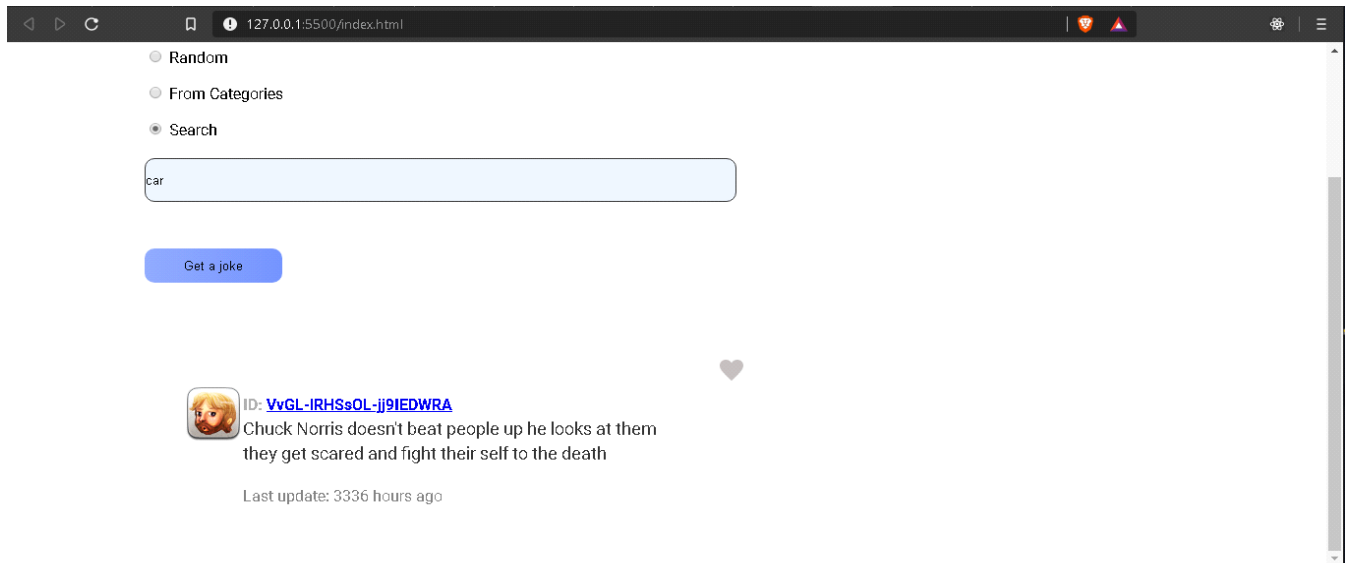 127.0.0.1:5500/index.html
Random
From Categories
Search
car
Get a joke
ID: VvGL-IRHSsOL-jj9IEDWRA
Chuck Norris doesn't beat people up he looks at them
they get scared and fight their self to the death
Last update: 3336 hours ago